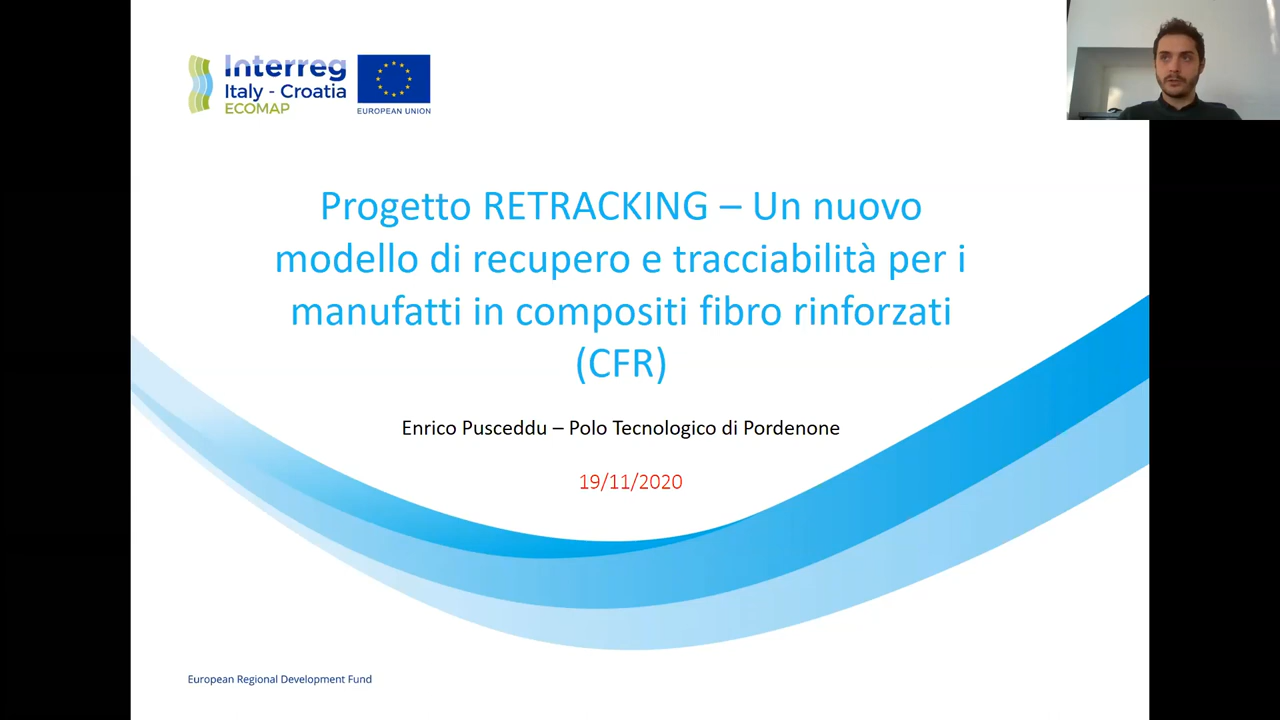 Interreg
Italy - Croatia
ECOMAP
EUROPEAN UNION
Progetto RETRACKING – Un nuovo
modello di recupero e tracciabilità per i
manufatti in compositi fibro rinforzati
(CFR)
Enrico Pusceddu – Polo Tecnologico di Pordenone
19/11/2020
European Regional Development Fund